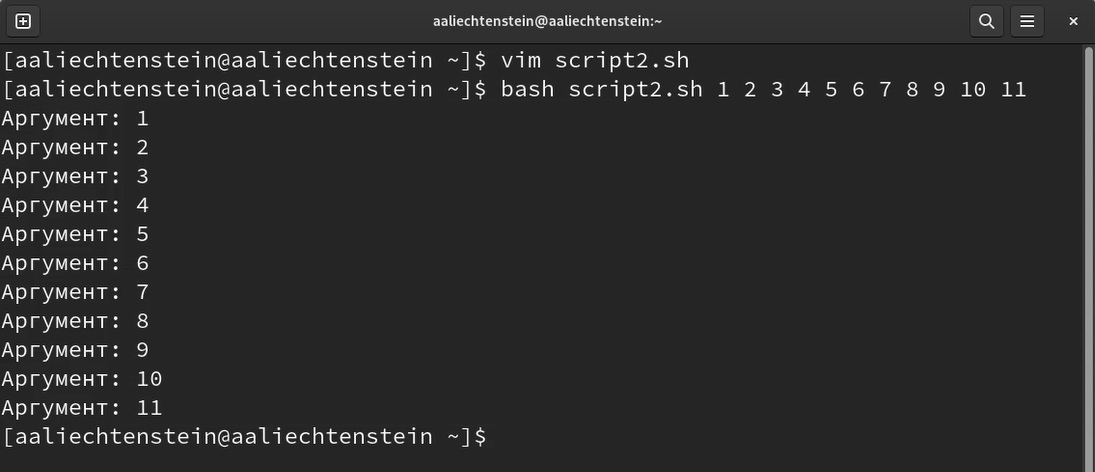 aaliechtenstein@aaliechtenstein:~
[aaliechtenstein@aaliechtenstein ~]$ vim script2.sh
[aaliechtenstein@aaliechtenstein ~]$ bash script2.sh 1 2 3 4 5 6 7 8 9 10 11
Аргумент: 1
Аргумент: 2
Аргумент: 3
Аргумент: 4
Аргумент: 5
Аргумент: 6
Аргумент: 7
Аргумент: 8
Аргумент: 9
Аргумент: 10
Аргумент: 11
[aaliechtenstein@aaliechtenstein ~]$